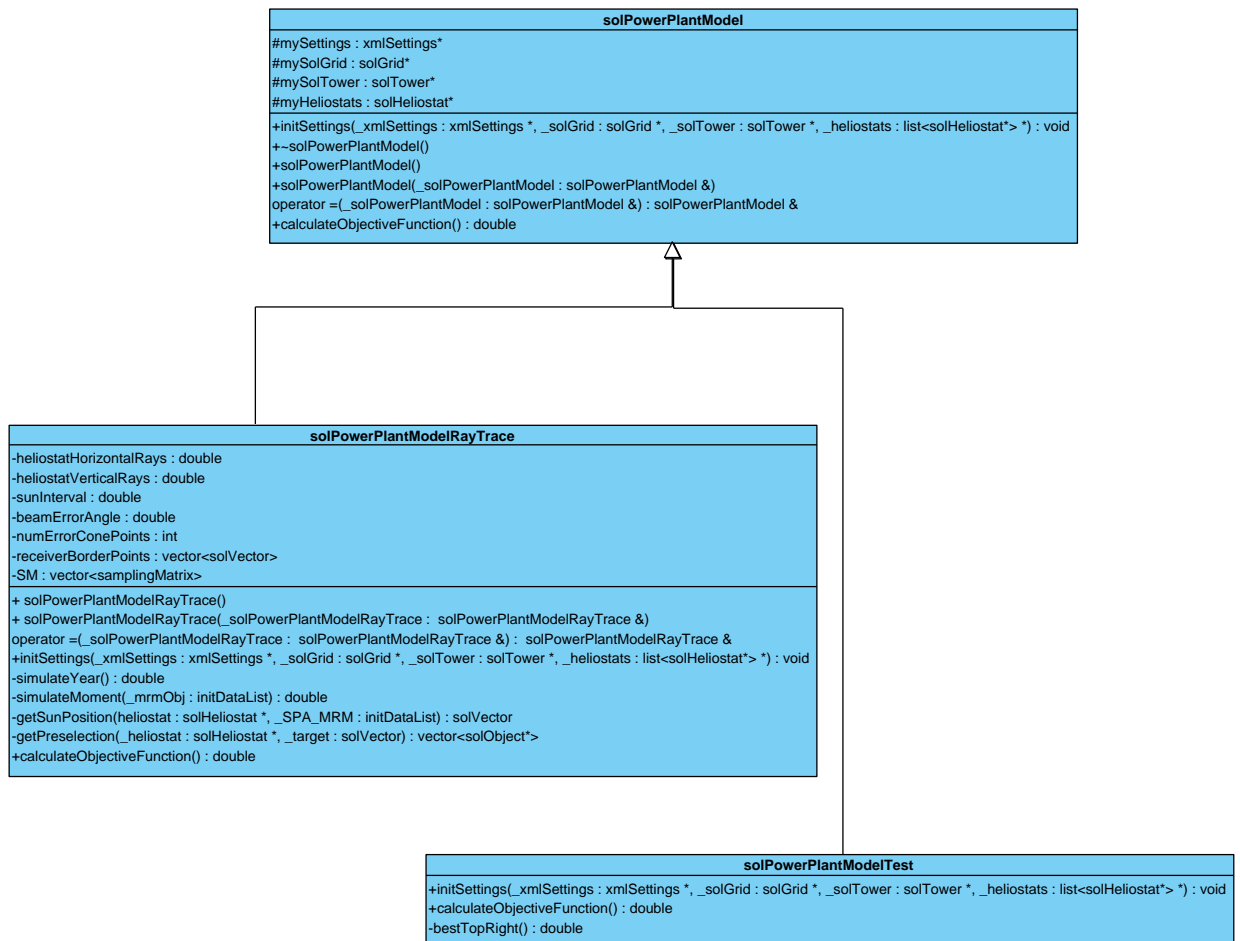 solPowerPlantModel
#mySettings : xmlSettings*
#mySolGrid : solGrid*
#mySolTower : solTower*
#myHeliostats : solHeliostat*
+initSettings(_xmlSettings : xmlSettings *, _solGrid : solGrid *, _solTower : solTower *, _heliostats : list<solHeliostat*> *) : void
+~solPowerPlantModel()
+solPowerPlantModel()
+solPowerPlantModel(_solPowerPlantModel : solPowerPlantModel &)
operator =(_solPowerPlantModel : solPowerPlantModel &) : solPowerPlantModel &
+calculateObjectiveFunction() : double
solPowerPlantModelRayTrace
-heliostatHorizontalRays : double
-heliostatVerticalRays : double
-sunInterval : double
-beamErrorAngle : double
-numErrorConePoints : int
-receiverBorderPoints : vector<solVector>
-SM : vector<samplingMatrix>
+ solPowerPlantModelRayTrace()
+ solPowerPlantModelRayTrace(_solPowerPlantModelRayTrace : solPowerPlantModelRayTrace &)
operator =(_solPowerPlantModelRayTrace : solPowerPlantModelRayTrace &) : solPowerPlantModelRayTrace &
+initSettings(_xmlSettings : xmlSettings *, _solGrid : solGrid *, _solTower : solTower *, _heliostats : list<solHeliostat*> *) : void
-simulateYear() : double
-simulateMoment(_mrmObj : initDataList) : double
-getSunPosition(heliostat : solHeliostat *, _SPA_MRM : initDataList) : solVector
-getPreselection(_heliostat : solHeliostat *, _target : solVector) : vector<solObject*>
+calculateObjectiveFunction() : double
solPowerPlantModelTest
+initSettings(_xmlSettings : xmlSettings *, _solGrid : solGrid *, _solTower : solTower *, _heliostats : list<solHeliostat*> *) : void
+calculateObjectiveFunction() : double
-bestTopRight() : double